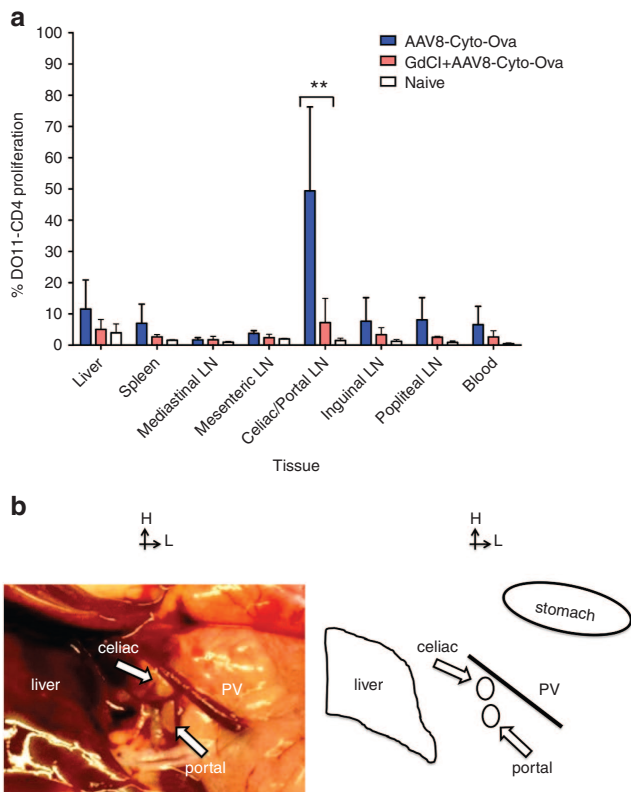 a
100
90
80
70
60
50
40
30
20
10
0
% DO11-CD4 proliferation
AAV8-Cyto-Ova
GdCl+AAV8-Cyto-Ova
Naive
**
Liver
Spleen
Mediastinal LN
Mesenteric LN
Celiac/Portal LN
Inguinal LN
Popliteal LN
Blood
Tissue
b
H
L
celiac
liver
PV
portal
H
L
stomach
celiac
liver
PV
portal